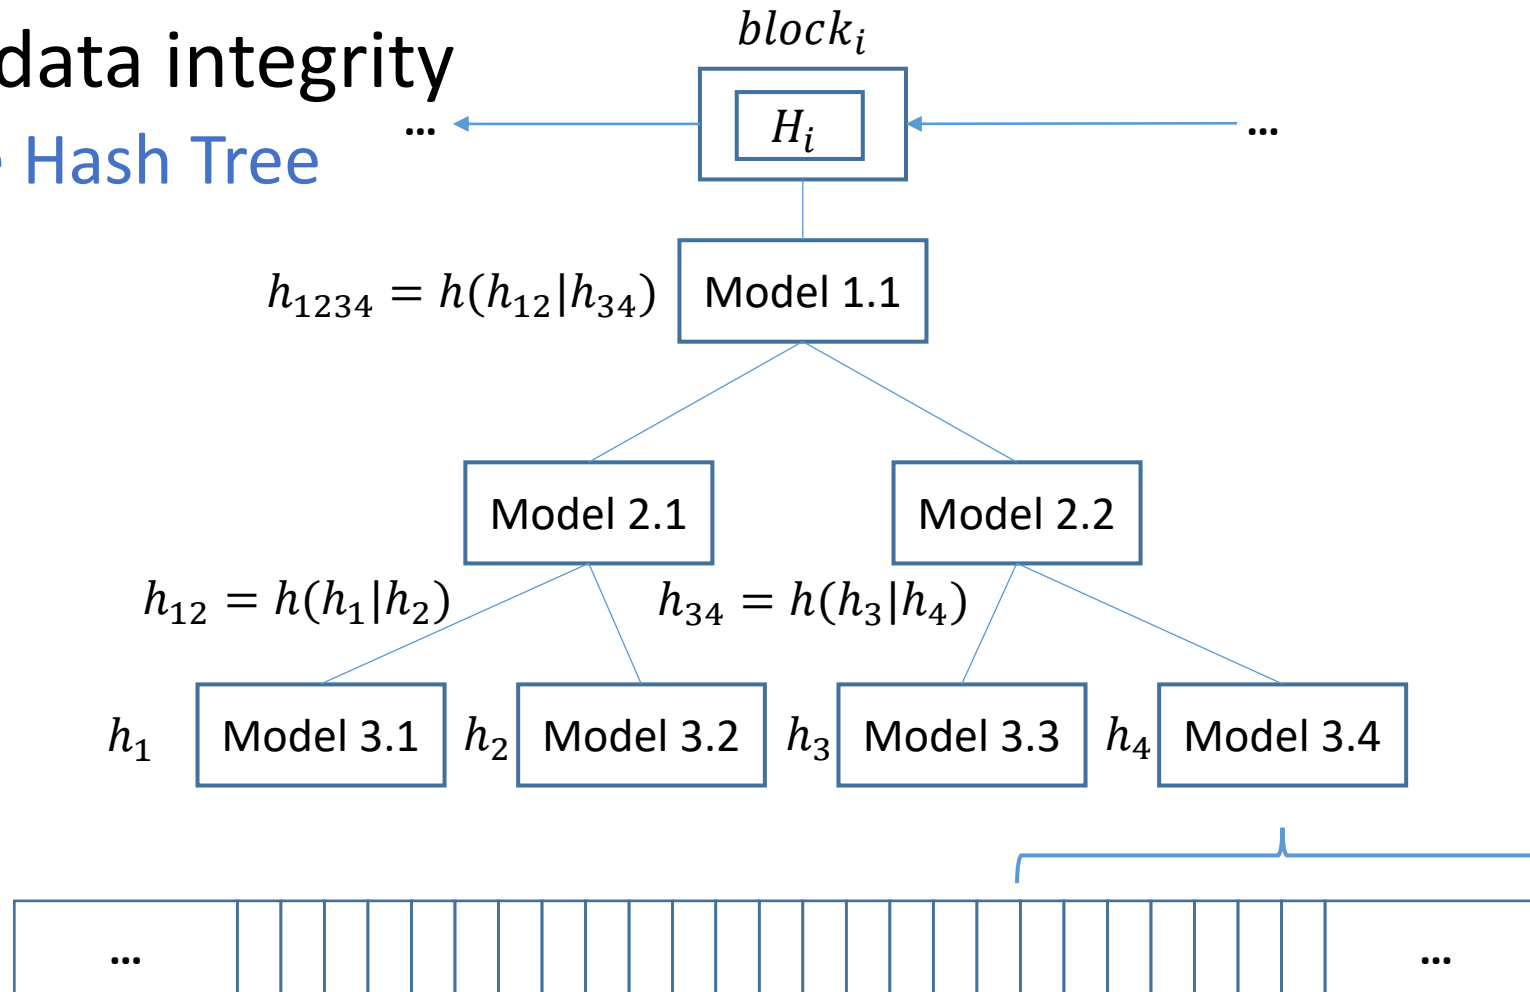 data integrity
Hash Tree
block_i
... H_i ...
h_1234 = h(h_12|h_34) Model 1.1
Model 2.1 Model 2.2
h_12 = h(h_1|h_2) h_34 = h(h_3|h_4)
h_1 Model 3.1 h_2 Model 3.2 h_3 Model 3.3 h_4 Model 3.4
... ...